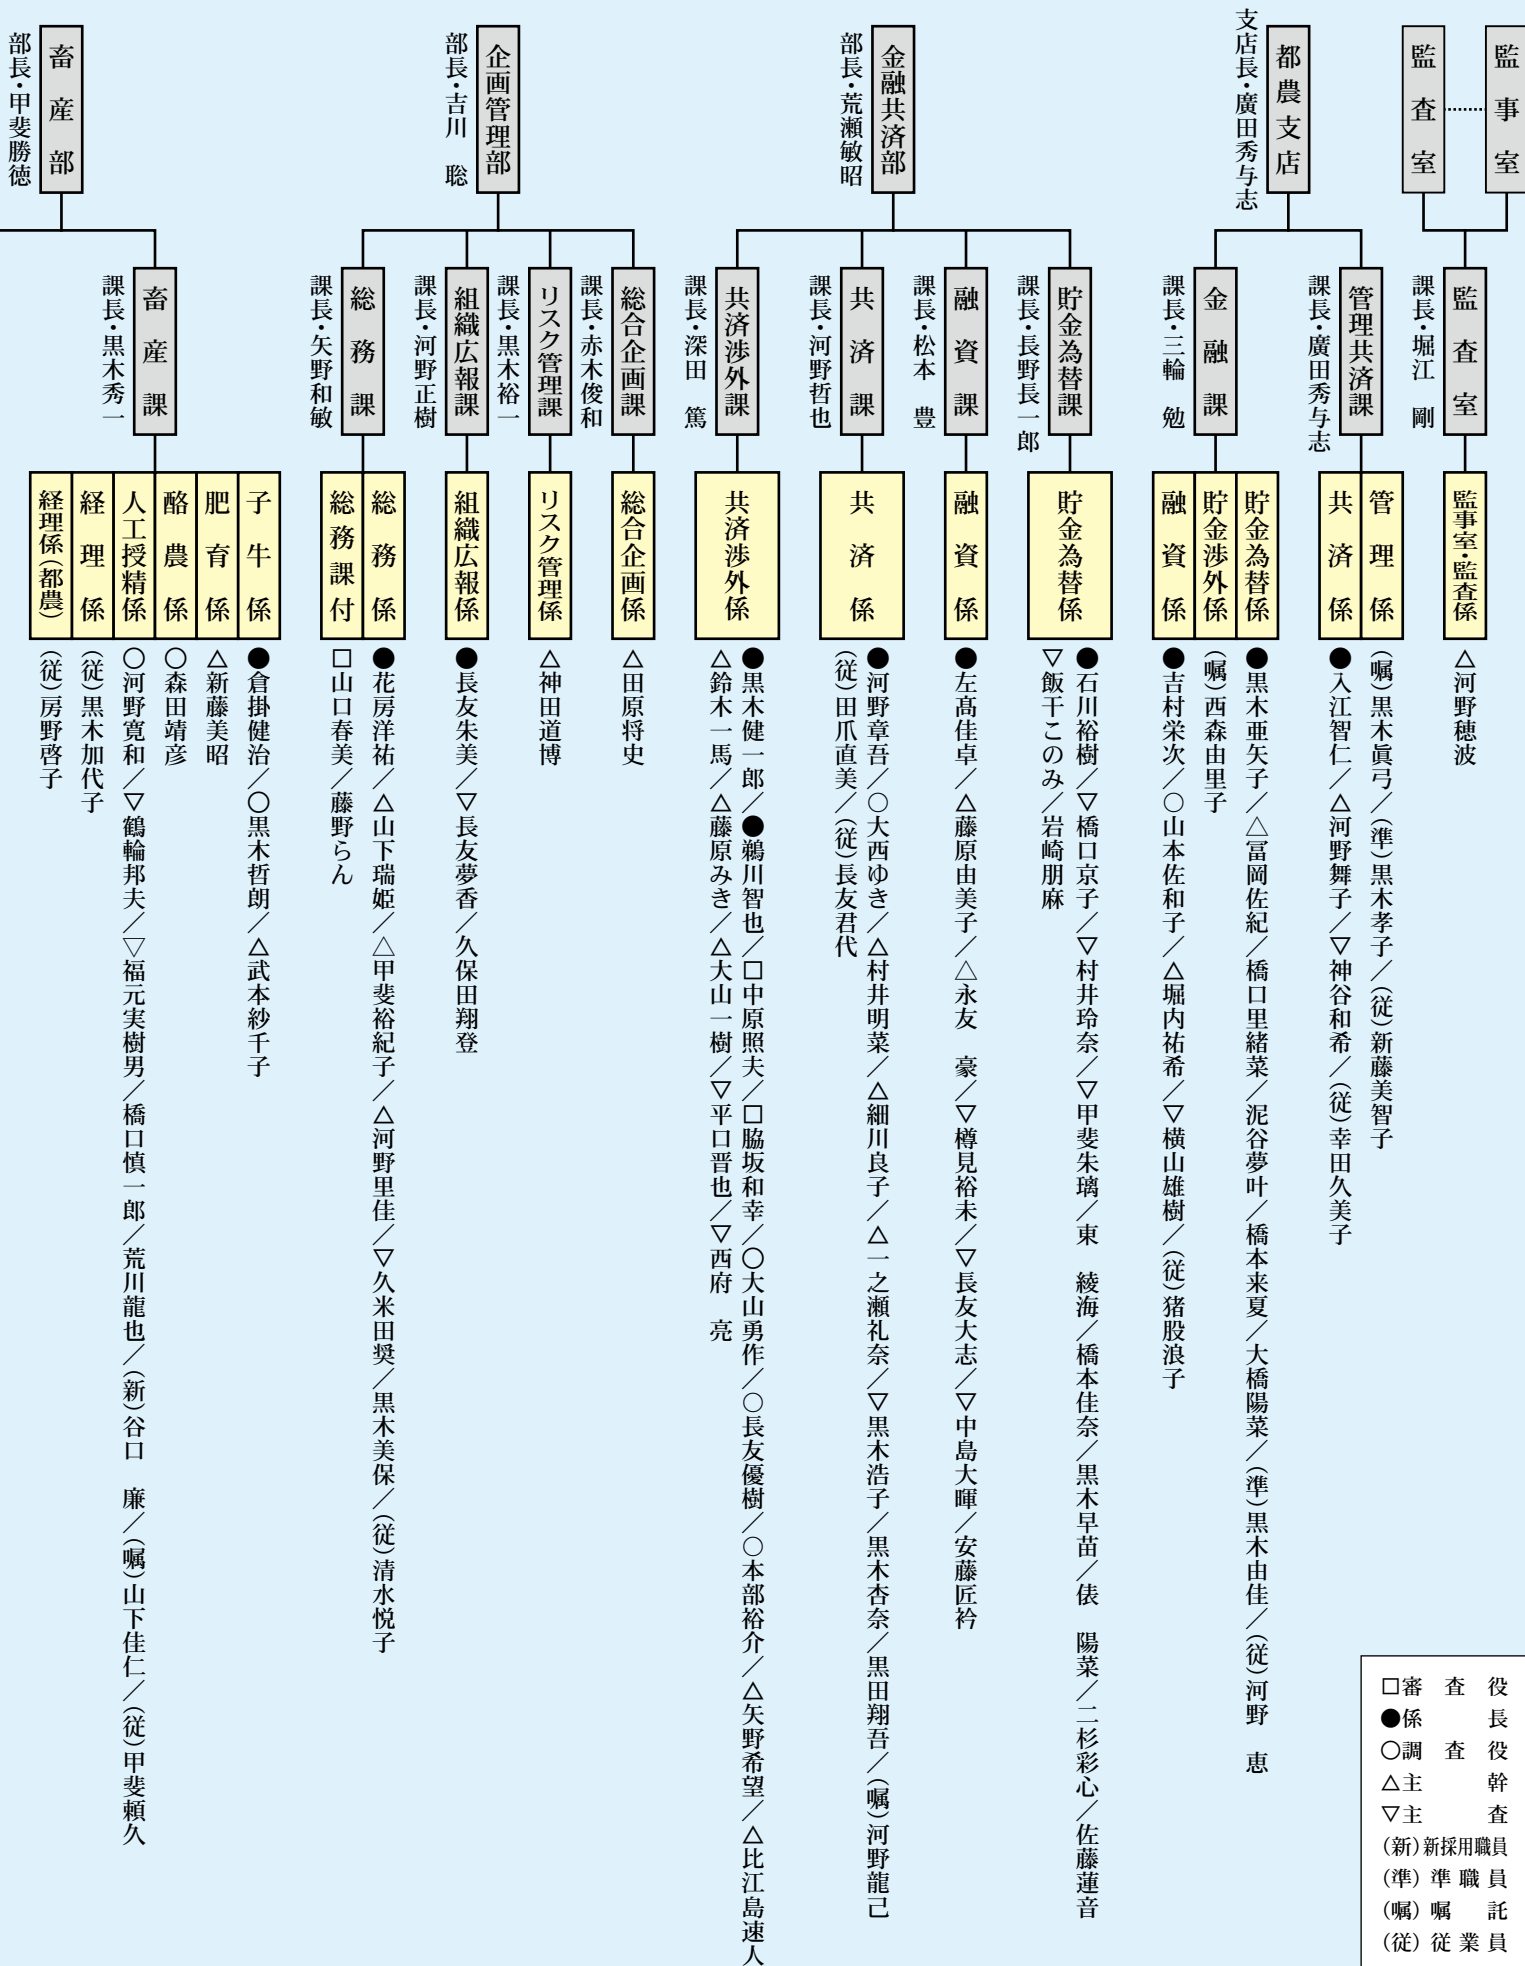 監事室
監査室
監査室
課長・堀江　剛
監事室・監査係
△河野穂波
都農支店
支店長・廣田秀与志
管理共済課
課長・廣田秀与志
管理係
(嘱)黒木眞弓／(準)黒木孝子／(従)新藤美智子
共済係
●入江智仁／△河野舞子／▽神谷和希／(従)幸田久美子
金融課
課長・三輪　勉
貯金為替係
●黒木亜矢子／△冨岡佐紀／橋口里緒菜／泥谷夢叶／橋本来夏／大橋陽菜／(準)黒木由佳／(従)河野　恵
貯金渉外係
(嘱)西森由里子
融資係
●吉村栄次／○山本佐和子／△堀内祐希／▽横山雄樹／(従)猪股浪子
金融共済部
部長・荒瀬敏昭
貯金為替課
課長・長野長一郎
貯金為替係
●石川裕樹／▽橋口京子／▽村井玲奈／▽甲斐朱璃／東　綾海／橋本佳奈／黒木早苗／俵　陽菜／二杉彩心／佐藤蓮音
▽飯干このみ／岩崎朋麻
融資課
課長・松本　豊
融資係
●左髙佳卓／△藤原由美子／△永友　豪／▽樽見裕未／▽長友大志／▽中島大暉／安藤匠衿
共済課
課長・河野哲也
共済係
●河野章吾／○大西ゆき／△村井明菜／△細川良子／△一之瀬礼奈／▽黒木浩子／黒木杏奈／黒田翔吾／(嘱)河野龍己
(従)田爪直美／(従)長友君代
共済渉外課
課長・深田　篤
共済渉外係
●黒木健一郎／●鵜川智也／□中原照夫／□脇坂和幸／○大山勇作／○長友優樹／○本部裕介／△矢野希望／△比江島速人
△鈴木一馬／△藤原みき／△大山一樹／▽平口晋也／▽西府　亮
企画管理部
部長・吉川　聡
総合企画課
課長・赤木俊和
総合企画係
△田原将史
リスク管理課
課長・黒木裕一
リスク管理係
△神田道博
組織広報課
課長・河野正樹
組織広報係
●長友朱美／▽長友夢香／久保田翔登
総務課
課長・矢野和敏
総務係
●花房洋祐／△山下瑞姫／△甲斐裕紀子／△河野里佳／▽久米田奨／黒木美保／(従)清水悦子
総務課付
□山口春美／藤野らん
畜産部
部長・甲斐勝徳
畜産課
課長・黒木秀一
子牛係
●倉掛健治／○黒木哲朗／△武本紗千子
肥育係
△新藤美昭
酪農係
○森田靖彦
人工授精係
○河野寛和／▽鶴輪邦夫／▽福元実樹男／橋口慎一郎／荒川龍也／(新)谷口　廉／(嘱)山下佳仁／(従)甲斐頼久
経理係
(従)黒木加代子
経理係(都農)
(従)房野啓子
□審査役
●係長
○調査役
△主幹
▽主査
(新)新採用職員
(準)準職員
(嘱)嘱託
(従)従業員